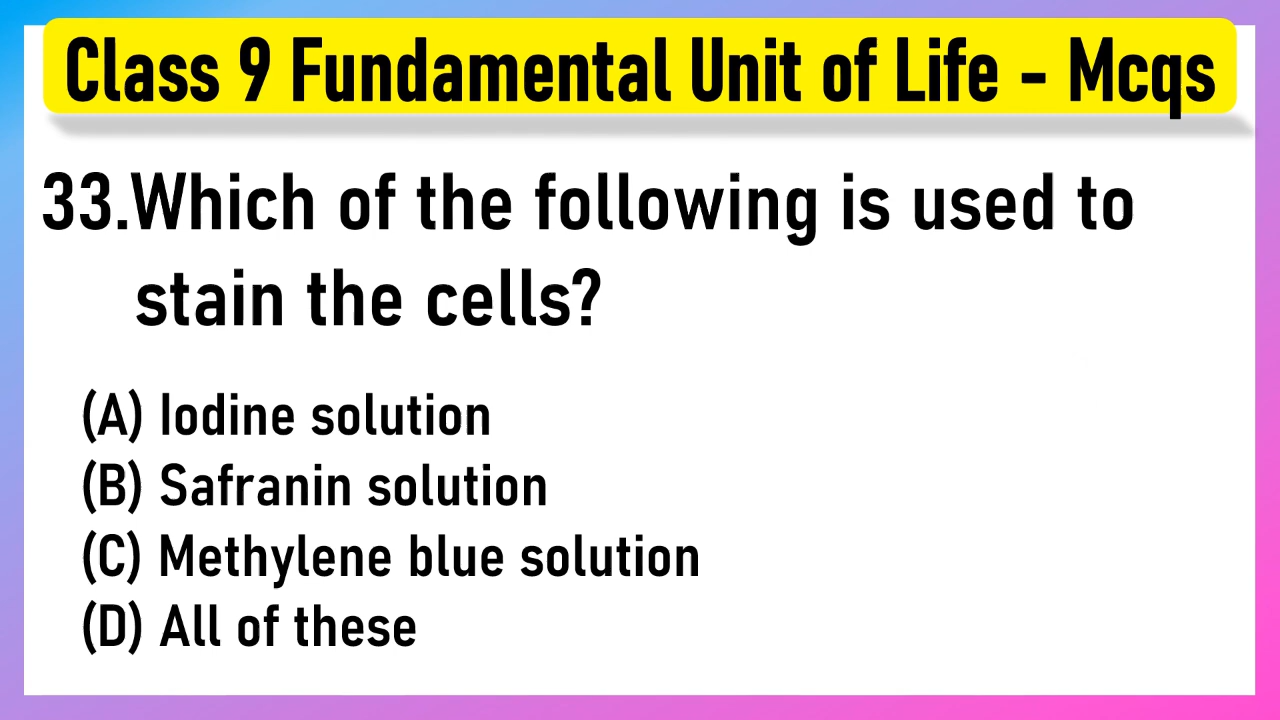 Class 9 Fundamental Unit of Life - Mcqs
33.Which of the following is used to
stain the cells?
(A) Iodine solution
(B) Safranin solution
(C) Methylene blue solution
(D) All of these